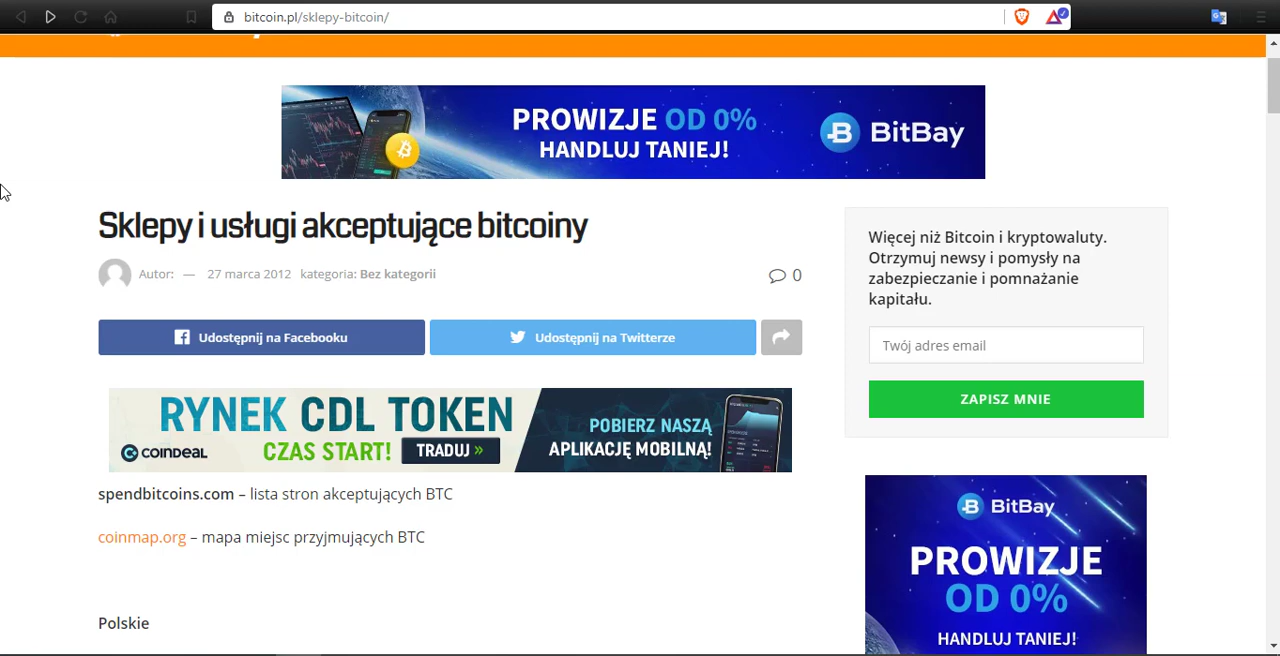 bitcoin.pl/sklepy-bitcoin/
PROWIZJE OD 0%
HANDLUJ TANIEJ!
BitBay
Sklepy i usługi akceptujące bitcoiny
Autor: — 27 marca 2012 kategoria: Bez kategorii
0
Udostępnij na Facebooku
Udostępnij na Twitterze
RYNEK CDL TOKEN
COINDEAL
CZAS START!
TRADUJ »
POBIERZ NASZĄ
APLIKACJĘ MOBILNĄ!
spendbitcoins.com – lista stron akceptujących BTC
coinmap.org – mapa miejsc przyjmujących BTC
Polskie
Więcej niż Bitcoin i kryptowaluty.
Otrzymuj newsy i pomysły na
zabezpieczanie i pomnażanie
kapitału.
Twój adres email
ZAPISZ MNIE
BitBay
PROWIZJE
OD 0%
HANDLUJ TANIEJ!